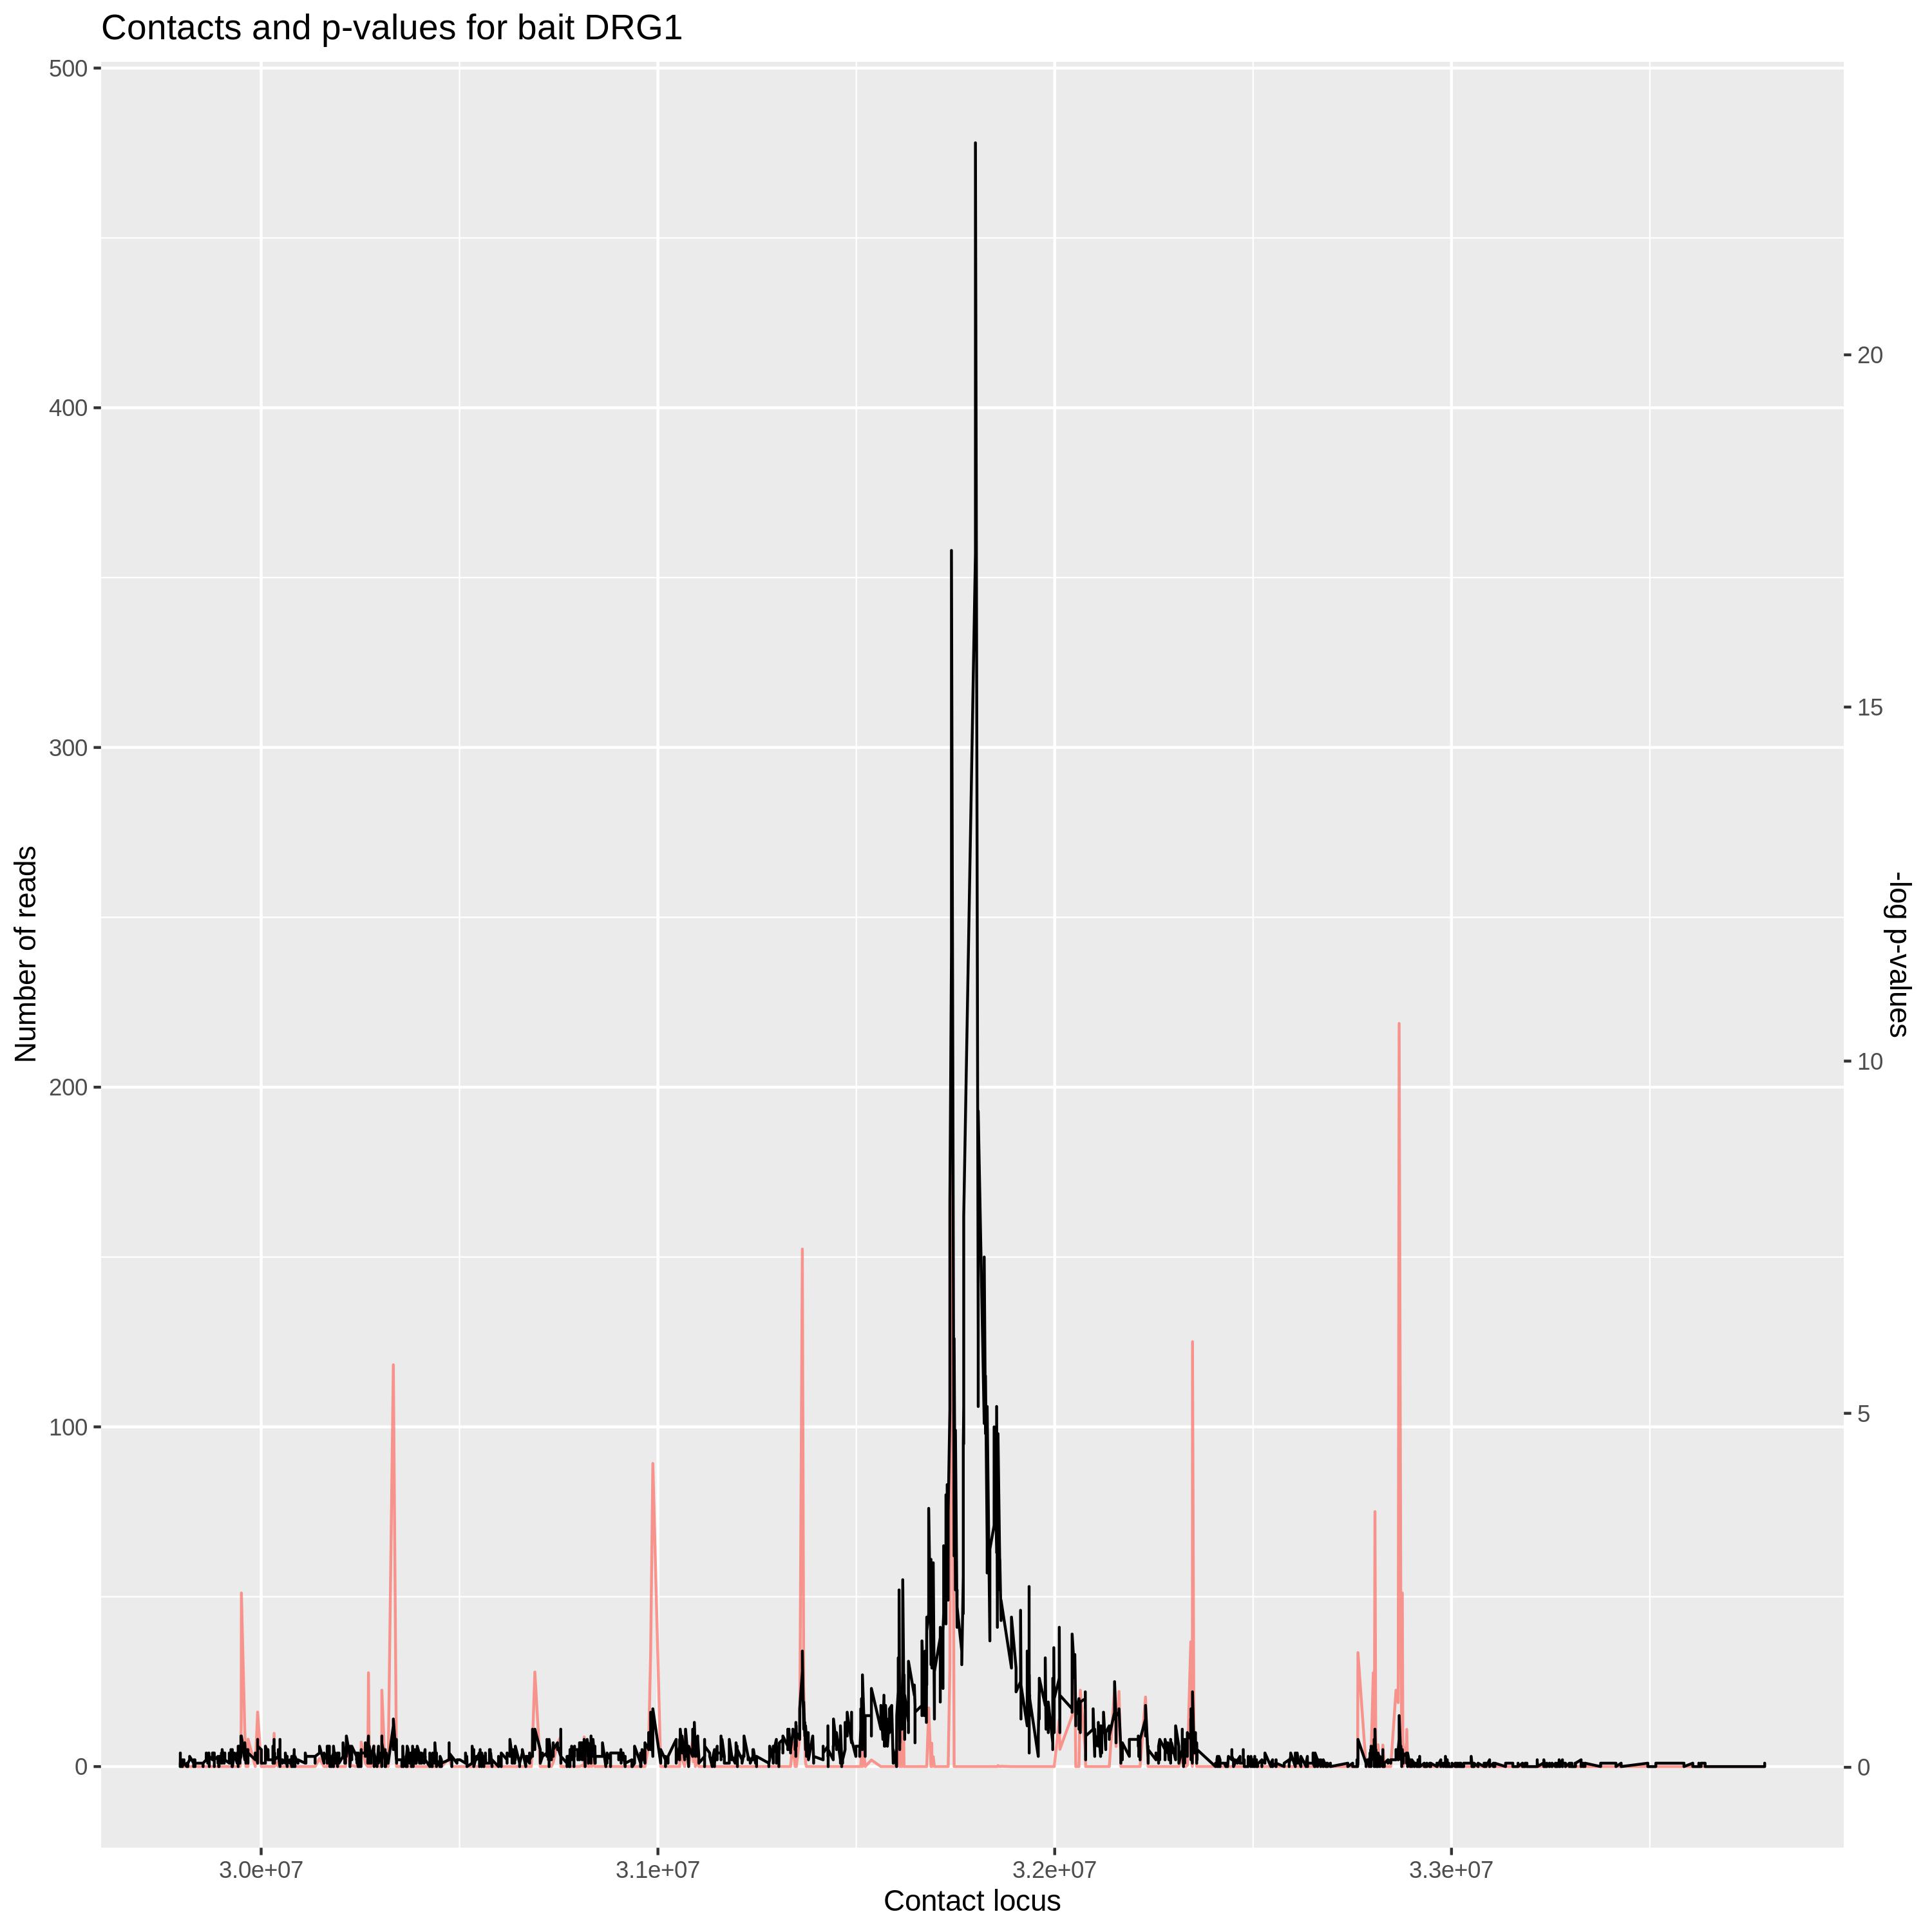 Contacts and p-values for bait DRG1
500
400
300
200
100
0
Number of reads
20
15
10
5
0
-log p-values
3.0e+07
3.1e+07
3.2e+07
3.3e+07
Contact locus